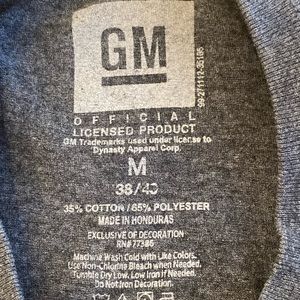 GM
OFFICIAL
LICENSED PRODUCT
GM Trademarks used under license to
Dynasty Apparel Corp.
M
38/40
35% COTTON / 65% POLYESTER
MADE IN HONDURAS
EXCLUSIVE OF DECORATION
RN#77386
Machine Wash Cold with Like Colors.
Use Non-Chlorine Bleach when Needed.
Tumble Dry Low. Low Iron if Needed.
Do Not Iron Decoration.